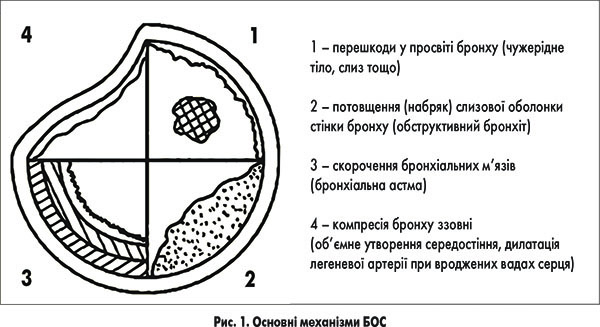 4
1
3
2
1 – перешкоди у просвіті бронху (чужерідне
тіло, слиз тощо)
2 – потовщення (набряк) слизової оболонки
стінки бронху (обструктивний бронхіт)
3 – скорочення бронхіальних м’язів
(бронхіальна астма)
4 – компресія бронху ззовні
(об’ємне утворення середостіння, дилатація
легеневої артерії при вроджених вадах серця)
Рис. 1. Основні механізми БОС